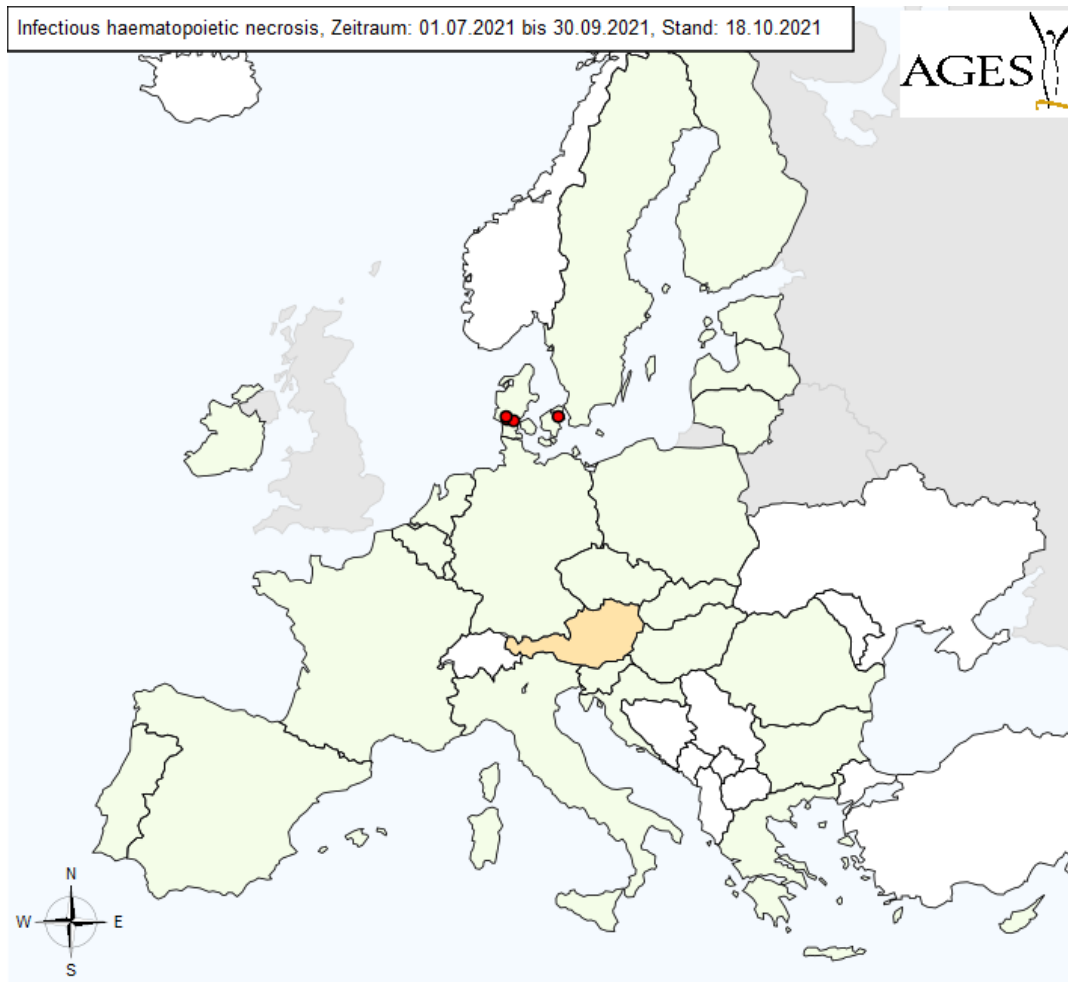 Infectious haematopoietic necrosis, Zeitraum: 01.07.2021 bis 30.09.2021, Stand: 18.10.2021
AGES
N
W E
S